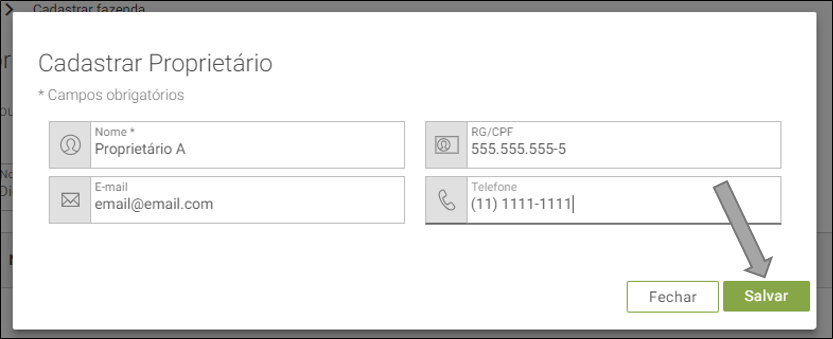 Cadastrar fazenda
Cadastrar Proprietário
* Campos obrigatórios
Nome *
Proprietário A
RG/CPF
555.555.555-5
E-mail
email@email.com
Telefone
(11) 1111-1111
Fechar
Salvar